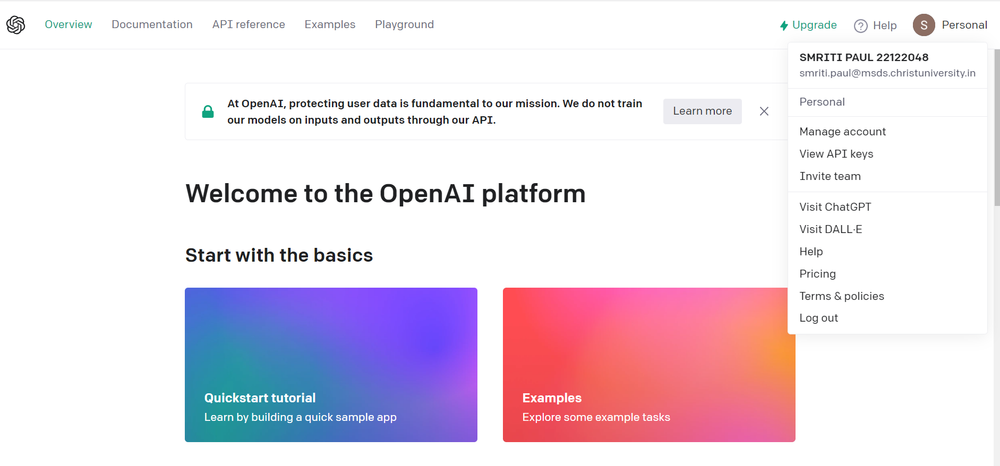 Overview Documentation API reference Examples Playground Upgrade Help S Personal
SMRITI PAUL 22122048
smriti.paul@msds.christuniversity.in
Personal
Manage account
View API keys
Invite team
Visit ChatGPT
Visit DALL·E
Help
Pricing
Terms & policies
Log out
At OpenAI, protecting user data is fundamental to our mission. We do not train
our models on inputs and outputs through our API.
Learn more
Welcome to the OpenAI platform
Start with the basics
Quickstart tutorial
Learn by building a quick sample app
Examples
Explore some example tasks